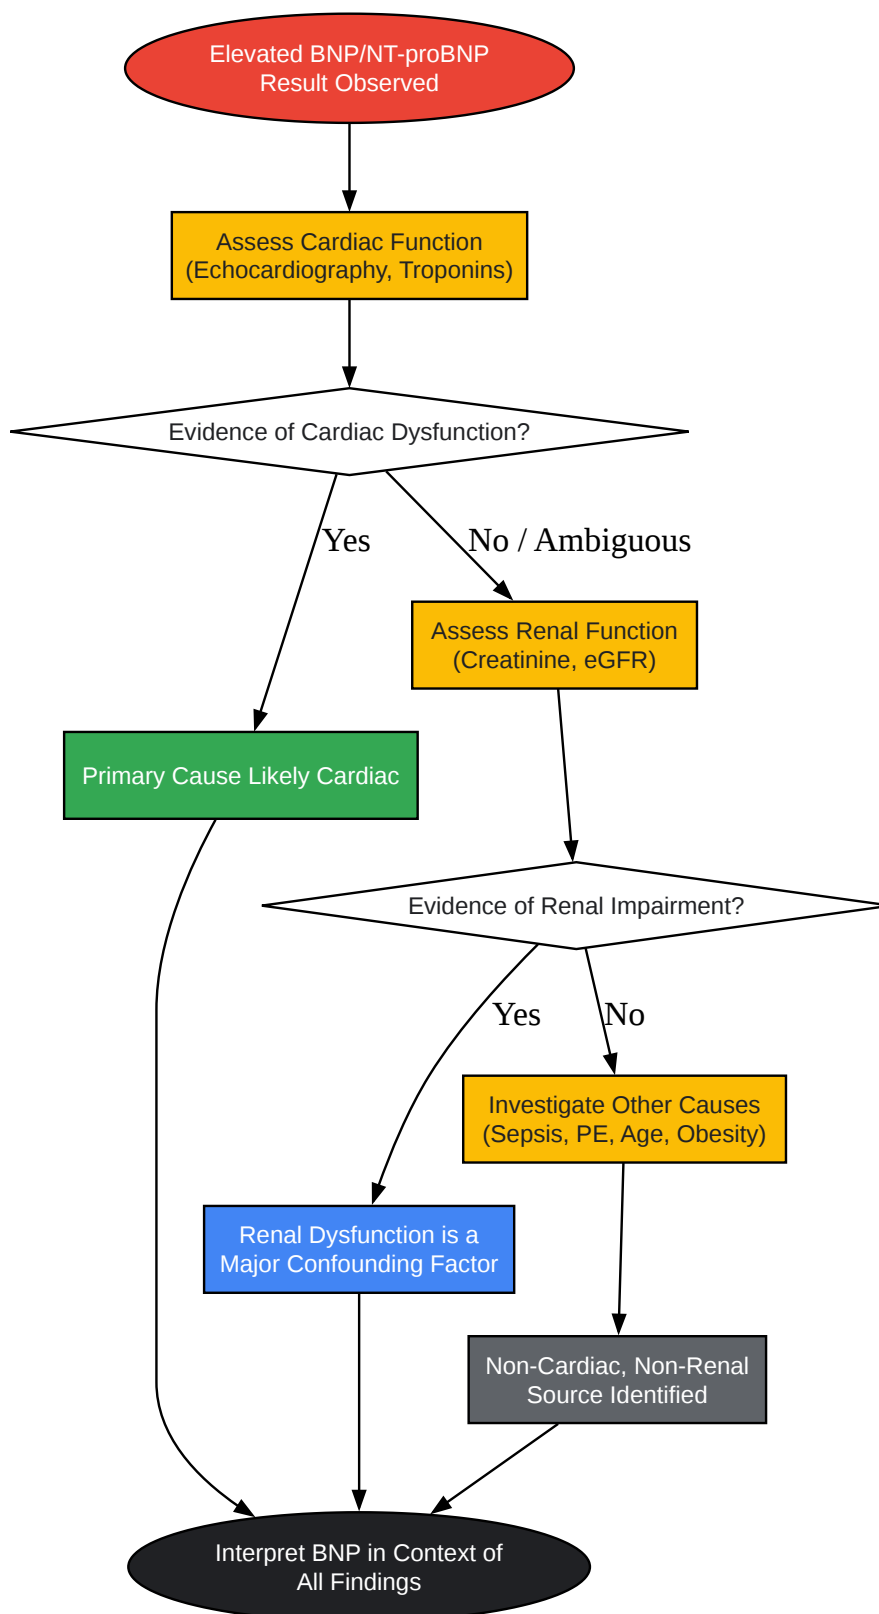 Elevated BNP/NT-proBNP
Result Observed
Assess Cardiac Function
(Echocardiography, Troponins)
Evidence of Cardiac Dysfunction?
Yes
No / Ambiguous
Assess Renal Function
(Creatinine, eGFR)
Primary Cause Likely Cardiac
Evidence of Renal Impairment?
Yes
No
Investigate Other Causes
(Sepsis, PE, Age, Obesity)
Renal Dysfunction is a
Major Confounding Factor
Non-Cardiac, Non-Renal
Source Identified
Interpret BNP in Context of
All Findings